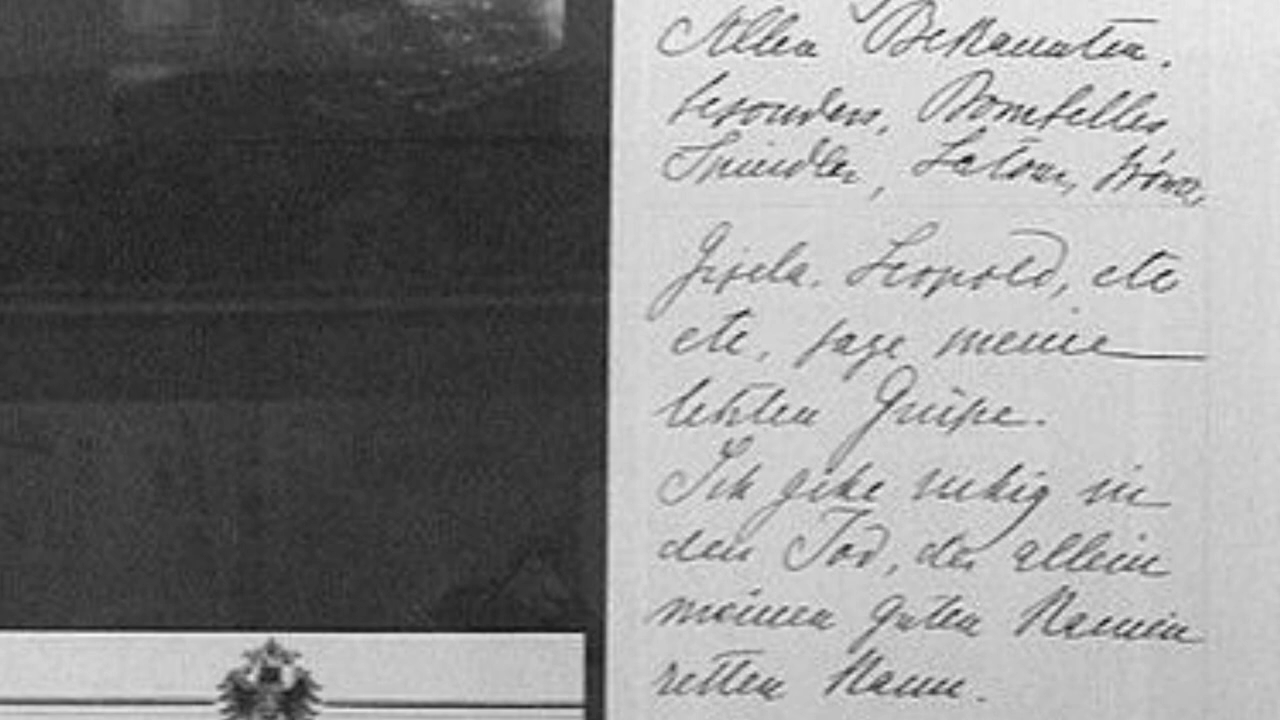 Allen Bekannten.
besonders, Bombelles
Spindler, Latour, Wowo,
Gisela. Leopold, etc
etc. sage meine
letzten Grüße.
Ich gehe ruhig in
den Tod, der allein
meinen guten Namen
retten kann.